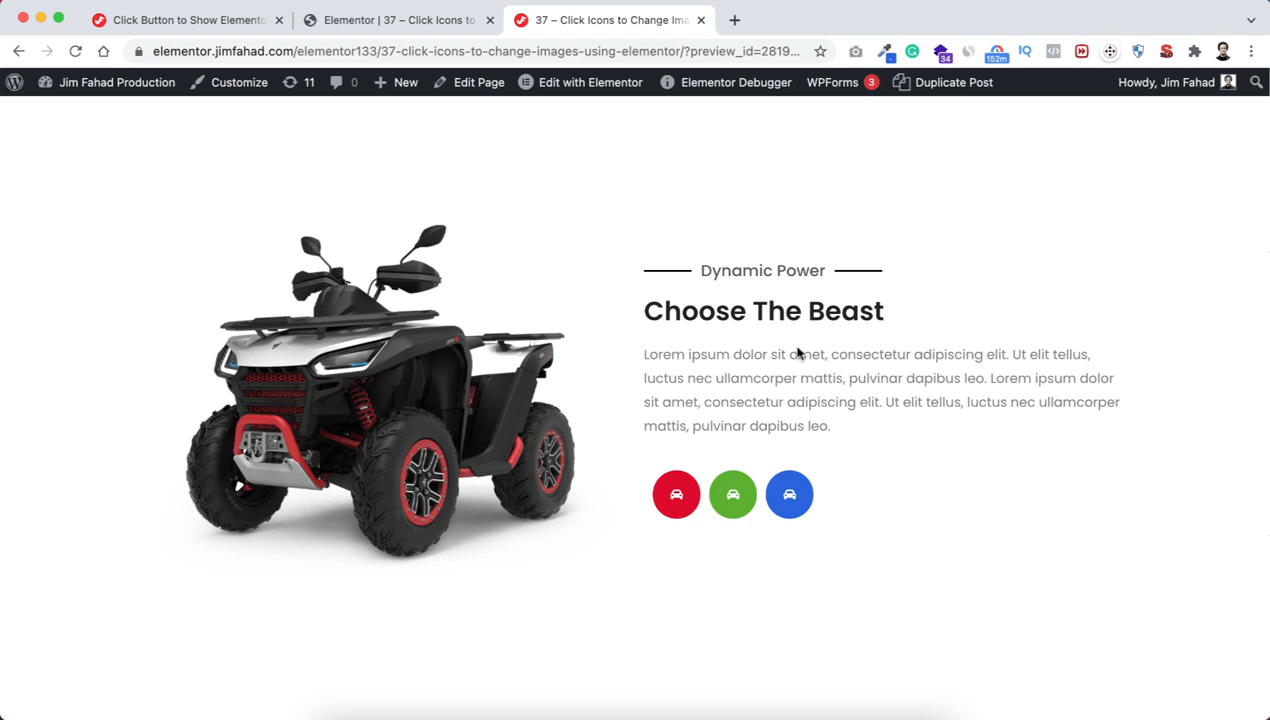 Click Button to Show Elemento
Elementor | 37 – Click Icons to
37 – Click Icons to Change Ima
elementor.jimfahad.com/elementor133/37-click-icons-to-change-images-using-elementor/?preview_id=2819...
34
152m
IQ
Jim Fahad Production
Customize
11
0
New
Edit Page
Edit with Elementor
Elementor Debugger
WPForms 3
Duplicate Post
Howdy, Jim Fahad
Dynamic Power
Choose The Beast
Lorem ipsum dolor sit amet, consectetur adipiscing elit. Ut elit tellus,
luctus nec ullamcorper mattis, pulvinar dapibus leo. Lorem ipsum dolor
sit amet, consectetur adipiscing elit. Ut elit tellus, luctus nec ullamcorper
mattis, pulvinar dapibus leo.